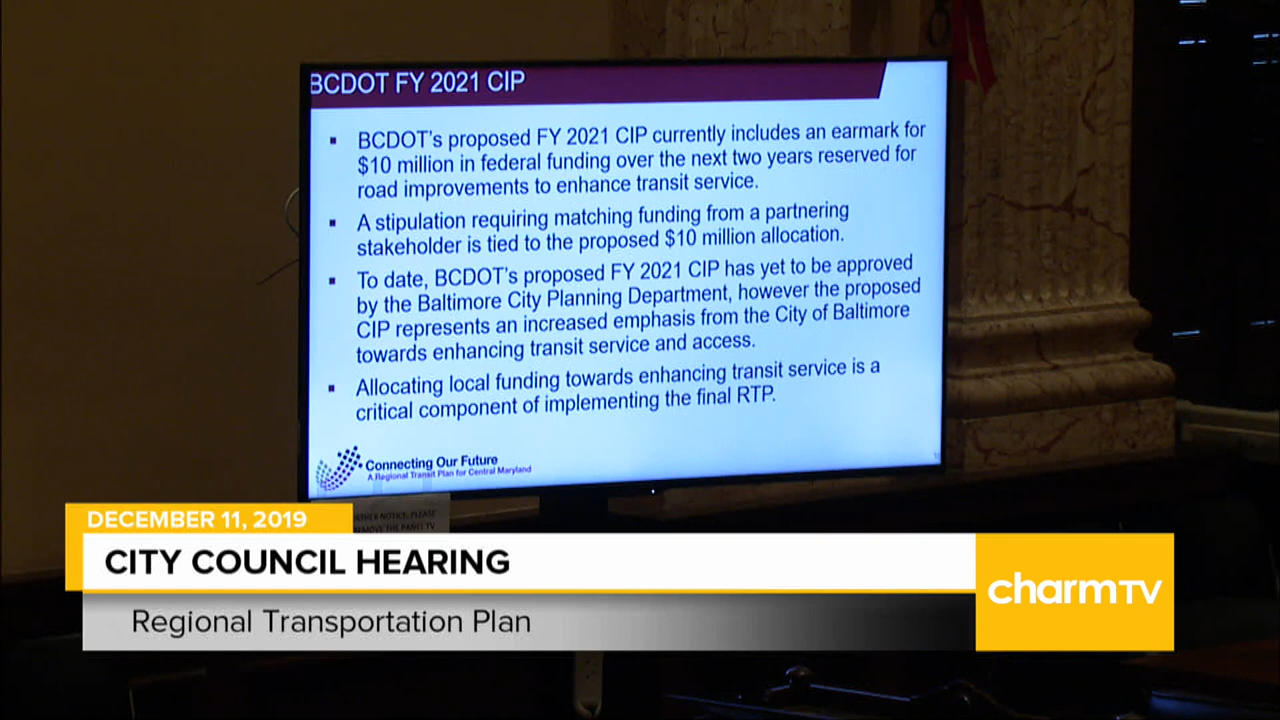 BCDOT FY 2021 CIP
▪ BCDOT's proposed FY 2021 CIP currently includes an earmark for
$10 million in federal funding over the next two years reserved for
road improvements to enhance transit service.
▪ A stipulation requiring matching funding from a partnering
stakeholder is tied to the proposed $10 million allocation.
▪ To date, BCDOT's proposed FY 2021 CIP has yet to be approved
by the Baltimore City Planning Department, however the proposed
CIP represents an increased emphasis from the City of Baltimore
towards enhancing transit service and access.
▪ Allocating local funding towards enhancing transit service is a
critical component of implementing the final RTP.
Connecting Our Future
A Regional Transit Plan for Central Maryland
NOTICE: PLEASE
THE PANEL TV
DECEMBER 11, 2019
CITY COUNCIL HEARING
Regional Transportation Plan
charmTV